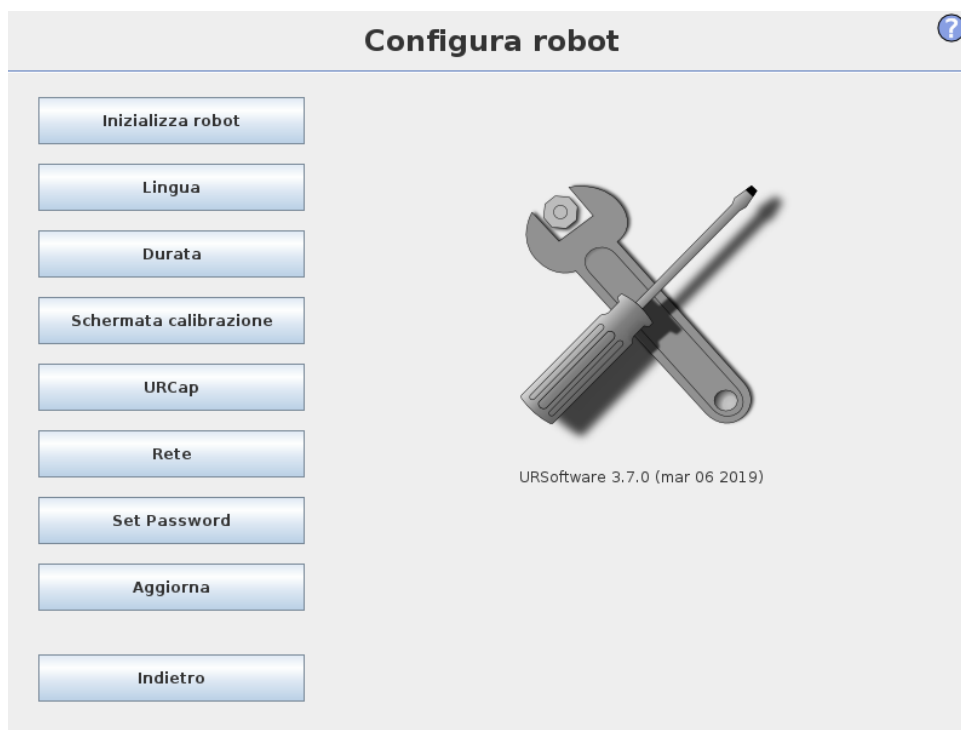 Configura robot
?
Inizializza robot
Lingua
Durata
Schermata calibrazione
URCap
Rete
Set Password
Aggiorna
Indietro
URSoftware 3.7.0 (mar 06 2019)